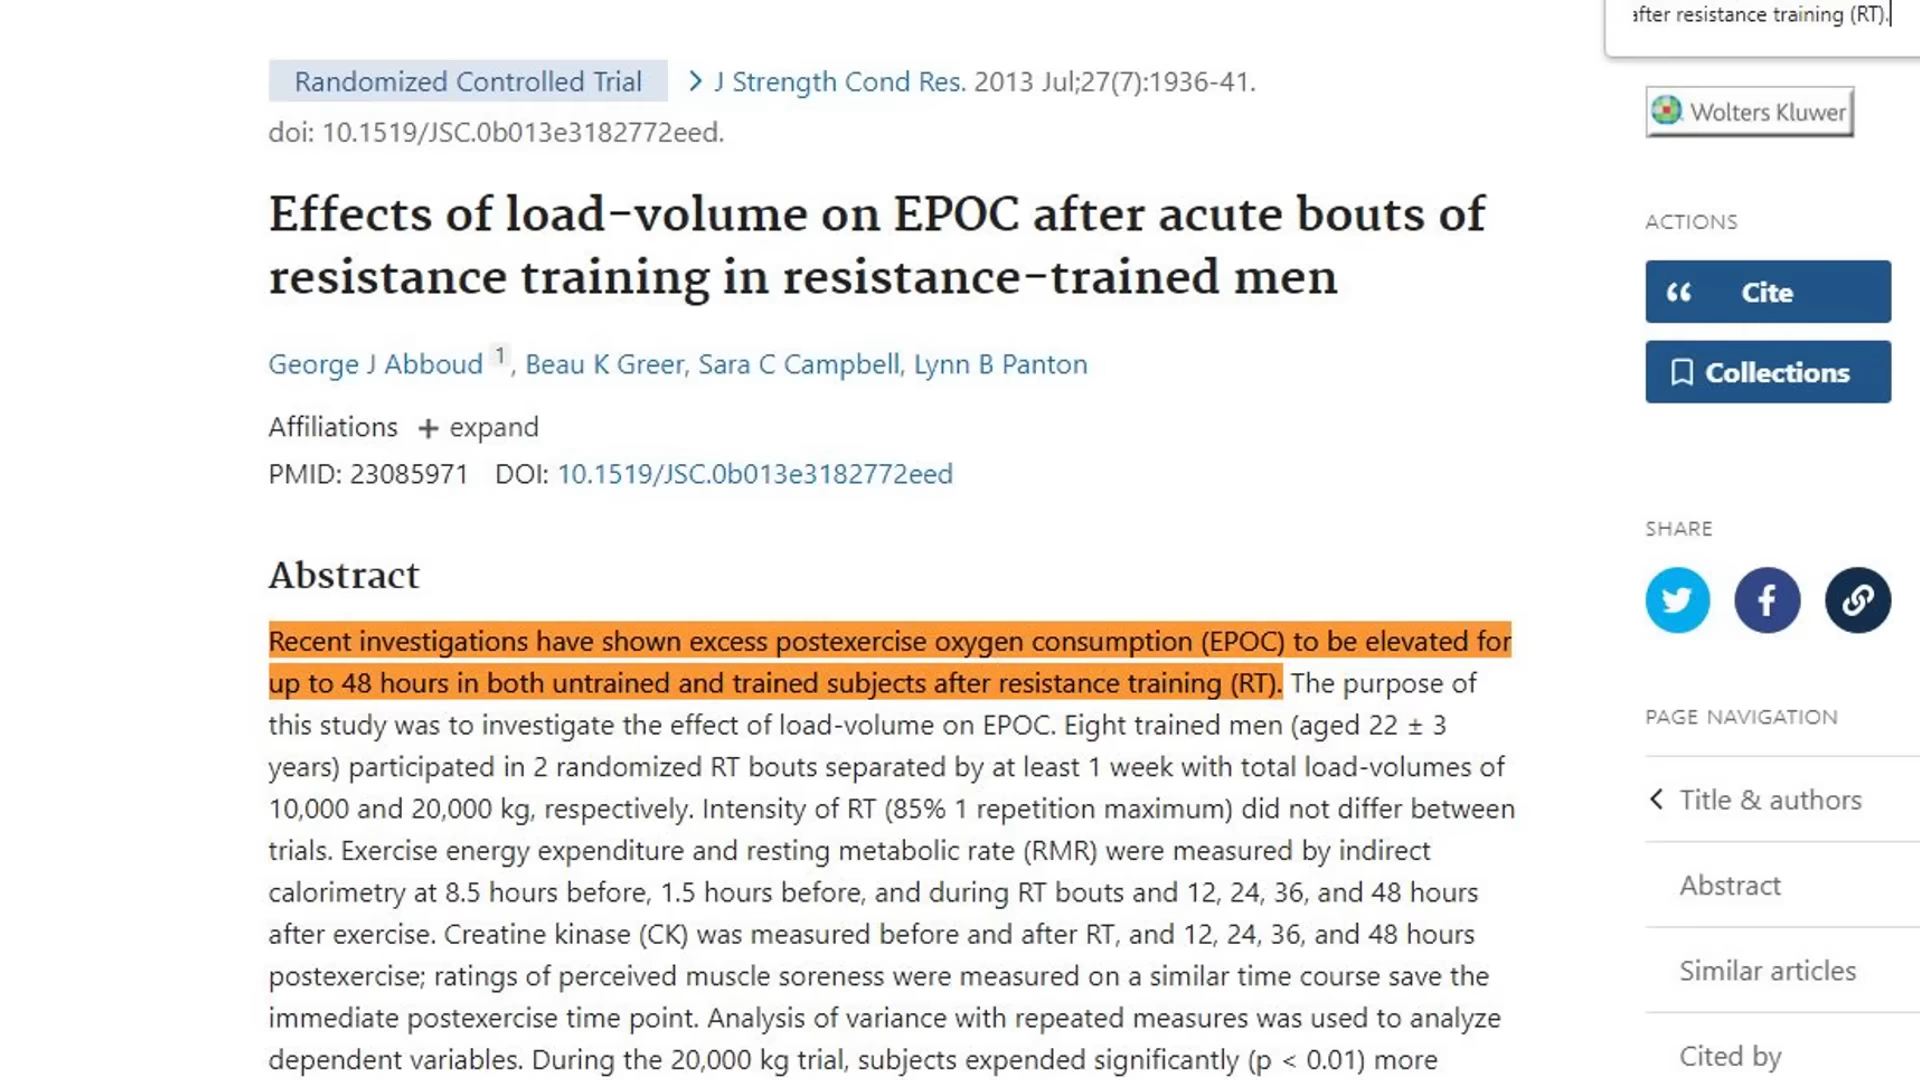 after resistance training (RT).
Randomized Controlled Trial > J Strength Cond Res. 2013 Jul;27(7):1936-41.
doi: 10.1519/JSC.0b013e3182772eed.
Effects of load-volume on EPOC after acute bouts of
resistance training in resistance-trained men
George J Abboud 1, Beau K Greer, Sara C Campbell, Lynn B Panton
Affiliations + expand
PMID: 23085971 DOI: 10.1519/JSC.0b013e3182772eed
Abstract
Recent investigations have shown excess postexercise oxygen consumption (EPOC) to be elevated for
up to 48 hours in both untrained and trained subjects after resistance training (RT). The purpose of
this study was to investigate the effect of load-volume on EPOC. Eight trained men (aged 22 ± 3
years) participated in 2 randomized RT bouts separated by at least 1 week with total load-volumes of
10,000 and 20,000 kg, respectively. Intensity of RT (85% 1 repetition maximum) did not differ between
trials. Exercise energy expenditure and resting metabolic rate (RMR) were measured by indirect
calorimetry at 8.5 hours before, 1.5 hours before, and during RT bouts and 12, 24, 36, and 48 hours
after exercise. Creatine kinase (CK) was measured before and after RT, and 12, 24, 36, and 48 hours
postexercise; ratings of perceived muscle soreness were measured on a similar time course save the
immediate postexercise time point. Analysis of variance with repeated measures was used to analyze
dependent variables. During the 20,000 kg trial, subjects expended significantly (p < 0.01) more
Wolters Kluwer
ACTIONS
Cite
Collections
SHARE
PAGE NAVIGATION
Title & authors
Abstract
Similar articles
Cited by